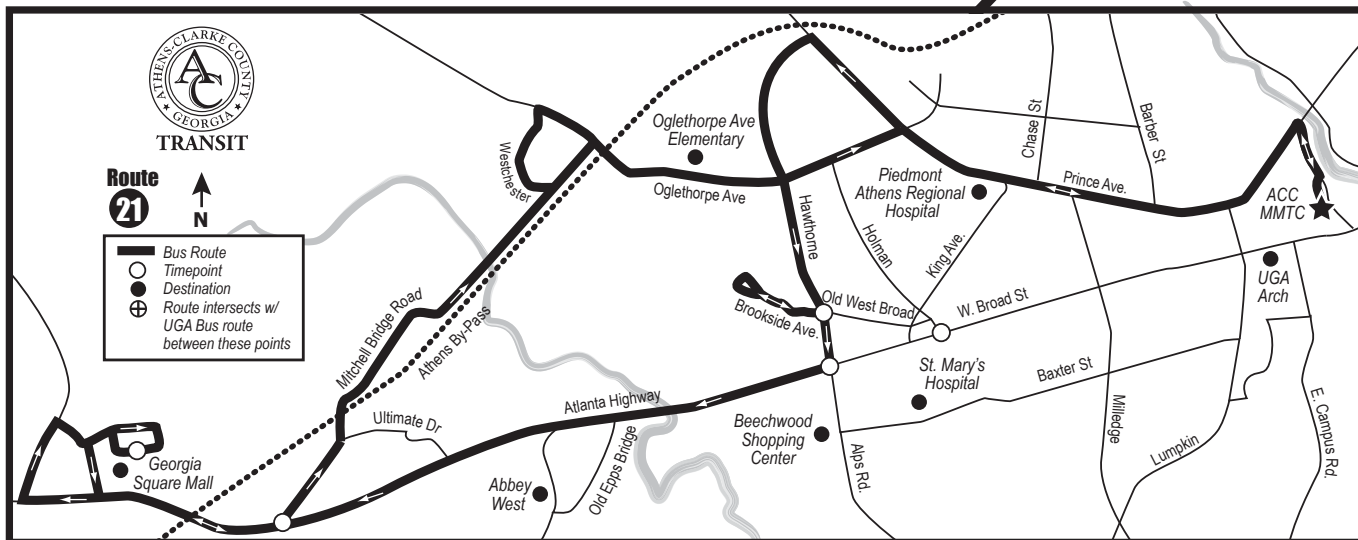 ATHENS-CLARKE COUNTY
AC
GEORGIA
TRANSIT
Route
21
N
Bus Route
Timepoint
Destination
Route intersects w/
UGA Bus route
between these points
Westchester
Oglethorpe Ave
Elementary
Oglethorpe Ave
Hawthorne
Holman
King Ave.
Piedmont
Athens Regional
Hospital
Chase St
Barber St
Prince Ave.
ACC
MMTC
UGA
Arch
Old West Broad
W. Broad St
Brookside Ave.
Mitchell Bridge Road
Athens By-Pass
Ultimate Dr
Atlanta Highway
St. Mary's
Hospital
Baxter St
Beechwood
Shopping
Center
Alps Rd.
Milledge
Lumpkin
E. Campus Rd.
Georgia
Square Mall
Abbey
West
Old Epps Bridge